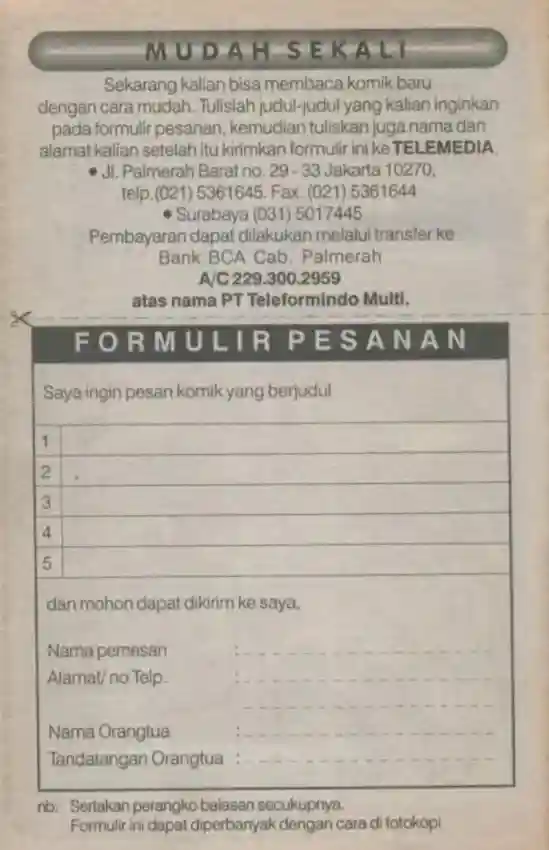 MUDAH SEKALI
Sekarang kalian bisa membaca komik baru
dengan cara mudah. Tulislah judul-judul yang kalian inginkan
pada formulir pesanan, kemudian tuliskan juga nama dan
alamat kalian setelah itu kirimkan formulir ini ke TELEMEDIA
• Jl. Palmerah Barat no. 29 - 33 Jakarta 10270,
telp.(021) 5361645. Fax. (021) 5361644
• Surabaya (031) 5017445
Pembayaran dapat dilakukan melalui transfer ke
Bank BCA Cab. Palmerah
A/C 229.300.2959
atas nama PT Teleformindo Multi.
FORMULIR PESANAN
Saya ingin pesan komik yang berjudul
1
2
3
4
5
dan mohon dapat dikirim ke saya,
Nama pemesan :
Alamat/ no Telp. :
Nama Orangtua :
Tandatangan Orangtua :
nb. Sertakan perangko balasan secukupnya.
Formulir ini dapat diperbanyak dengan cara di fotokopi